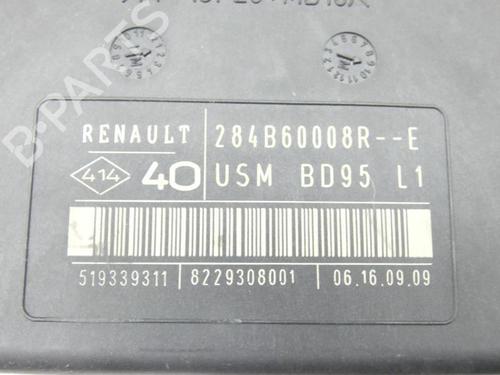 RENAULT 284B60008R--E
414 40 USM BD95 L1
519339311 8229308001 06.16.09.09
B-PARTS